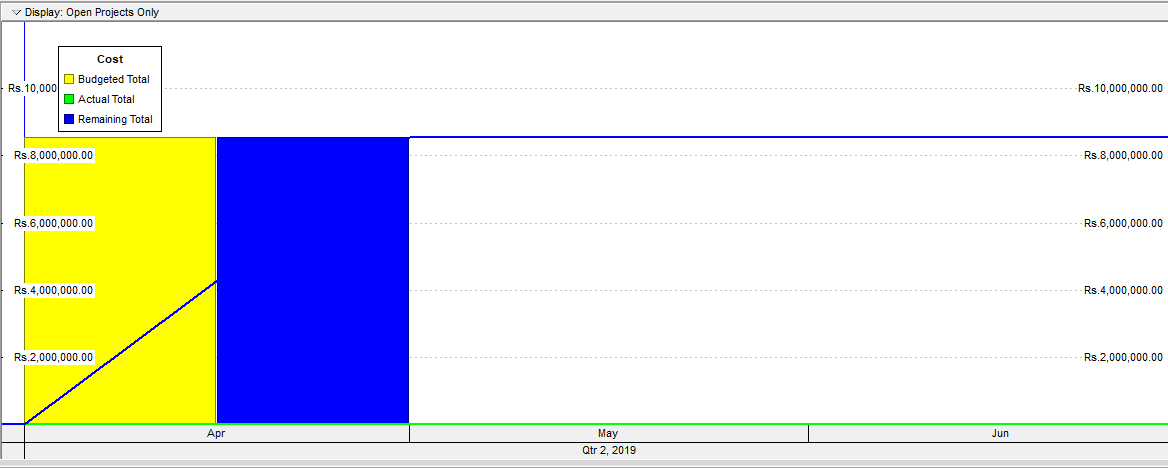 Display: Open Projects Only
Cost
Budgeted Total
Actual Total
Remaining Total
Rs.10,000
Rs.10,000,000.00
Rs.8,000,000.00
Rs.8,000,000.00
Rs.6,000,000.00
Rs.6,000,000.00
Rs.4,000,000.00
Rs.4,000,000.00
Rs.2,000,000.00
Rs.2,000,000.00
Apr
May
Jun
Qtr 2, 2019